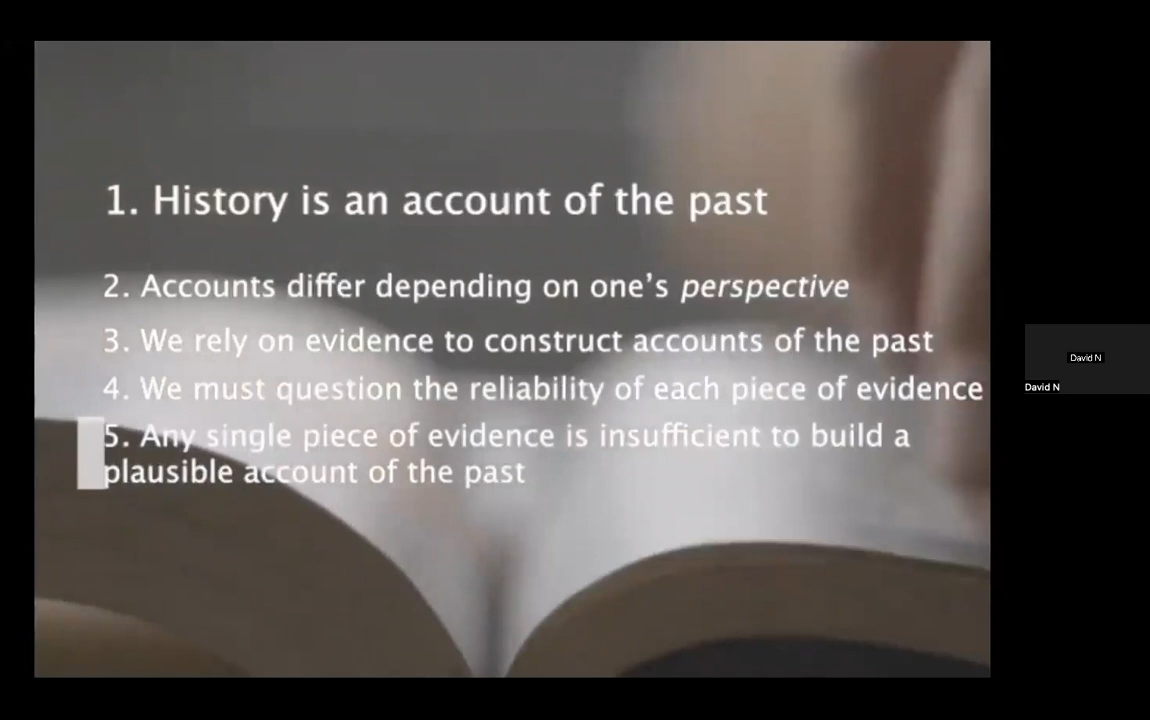 1. History is an account of the past
2. Accounts differ depending on one’s perspective
3. We rely on evidence to construct accounts of the past
4. We must question the reliability of each piece of evidence
5. Any single piece of evidence is insufficient to build a
plausible account of the past
David N
David N